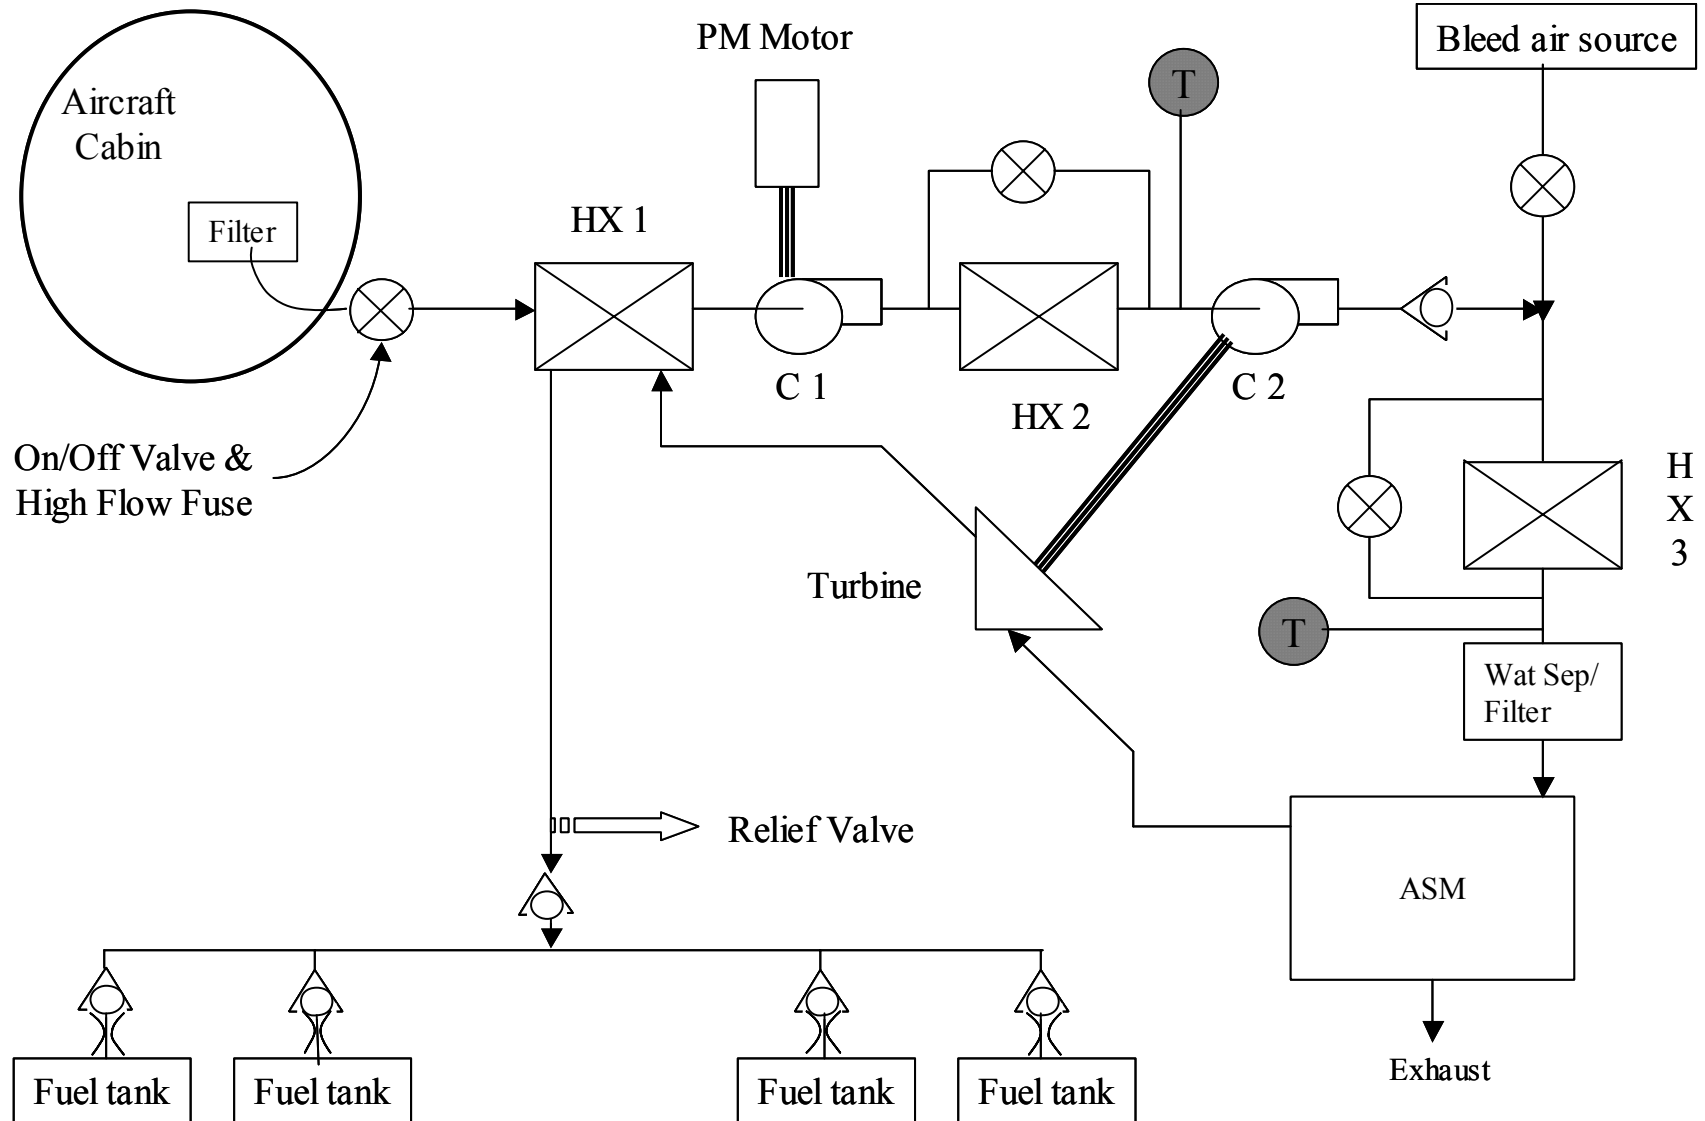 PM Motor
Bleed air source
T
Aircraft
Cabin
Filter
HX 1
C 1
HX 2
C 2
On/Off Valve &
High Flow Fuse
H
X
3
Turbine
T
Wat Sep/
Filter
Relief Valve
ASM
Exhaust
Fuel tank
Fuel tank
Fuel tank
Fuel tank